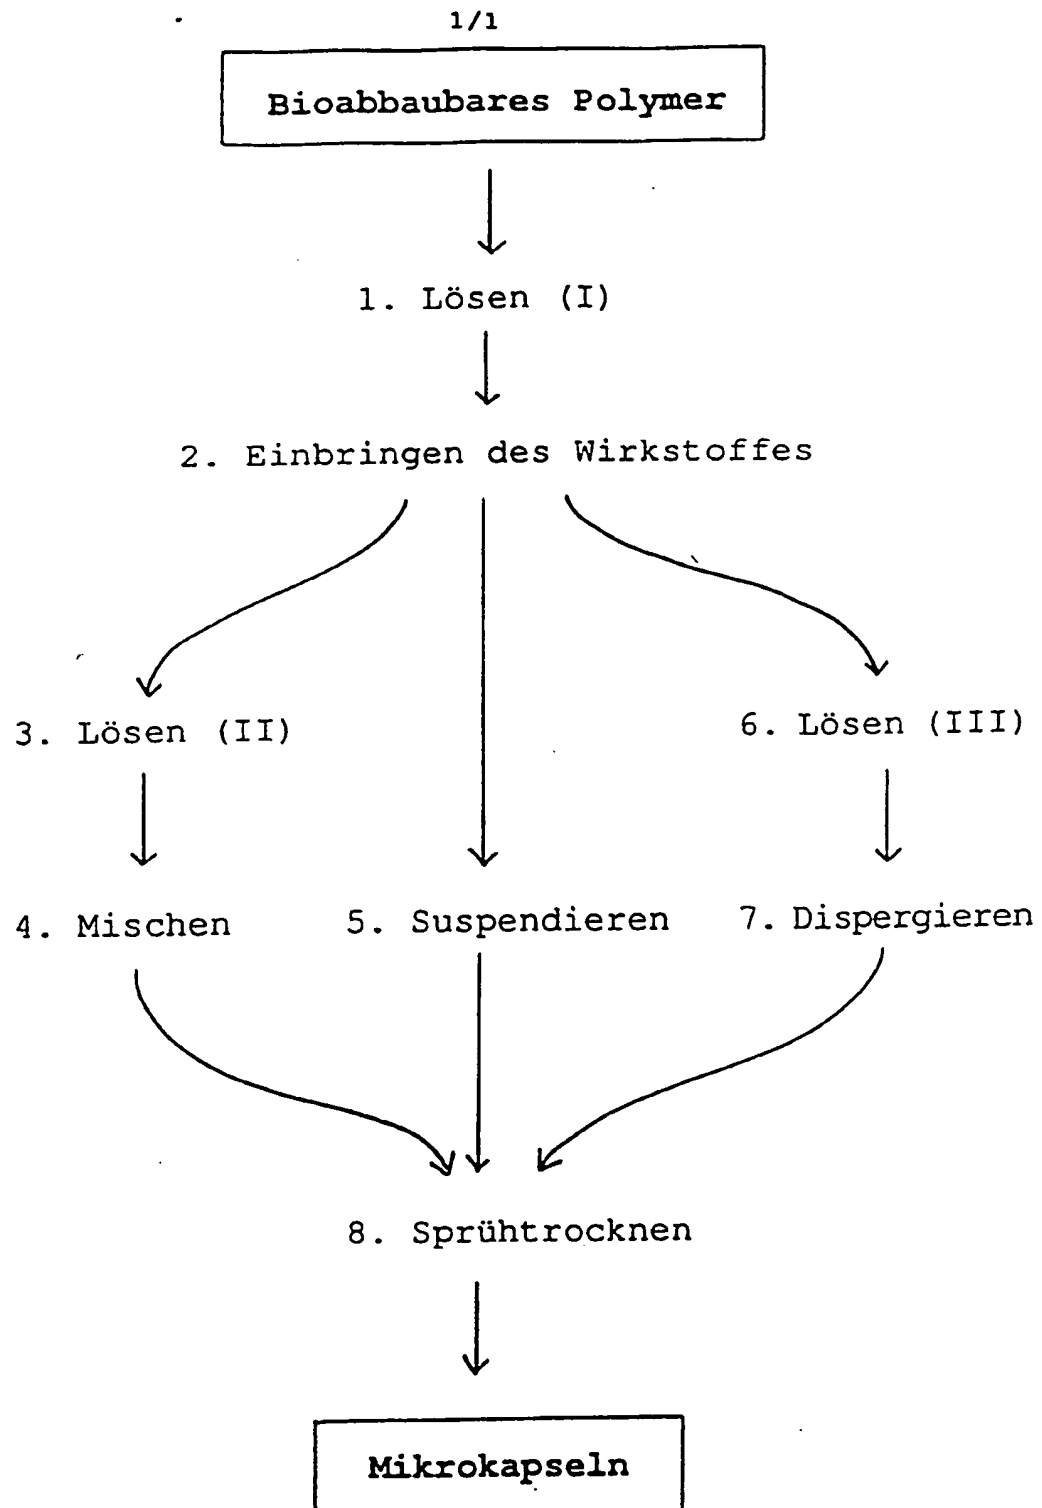 1/1
Bioabbaubares Polymer
1. Lösen (I)
2. Einbringen des Wirkstoffes
3. Lösen (II)
6. Lösen (III)
4. Mischen
5. Suspendieren
7. Dispergieren
8. Sprühtrocknen
Mikrokapseln